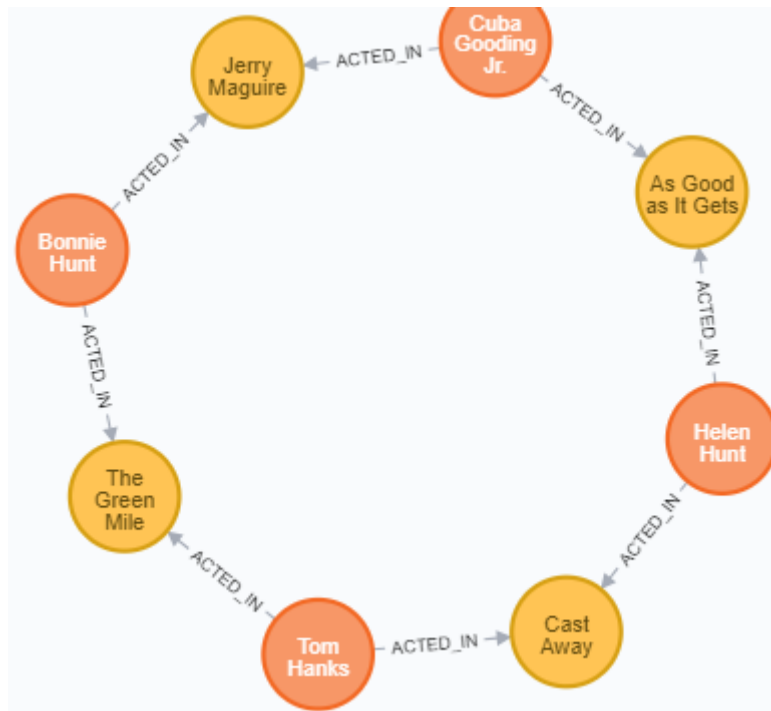 Cuba
Gooding
Jr.
ACTED_IN
Jerry
Maguire
ACTED_IN
ACTED_IN
As Good
as It Gets
Bonnie
Hunt
ACTED_IN
ACTED_IN
Helen
Hunt
The
Green
Mile
ACTED_IN
ACTED_IN
Tom
Hanks
ACTED_IN
Cast
Away